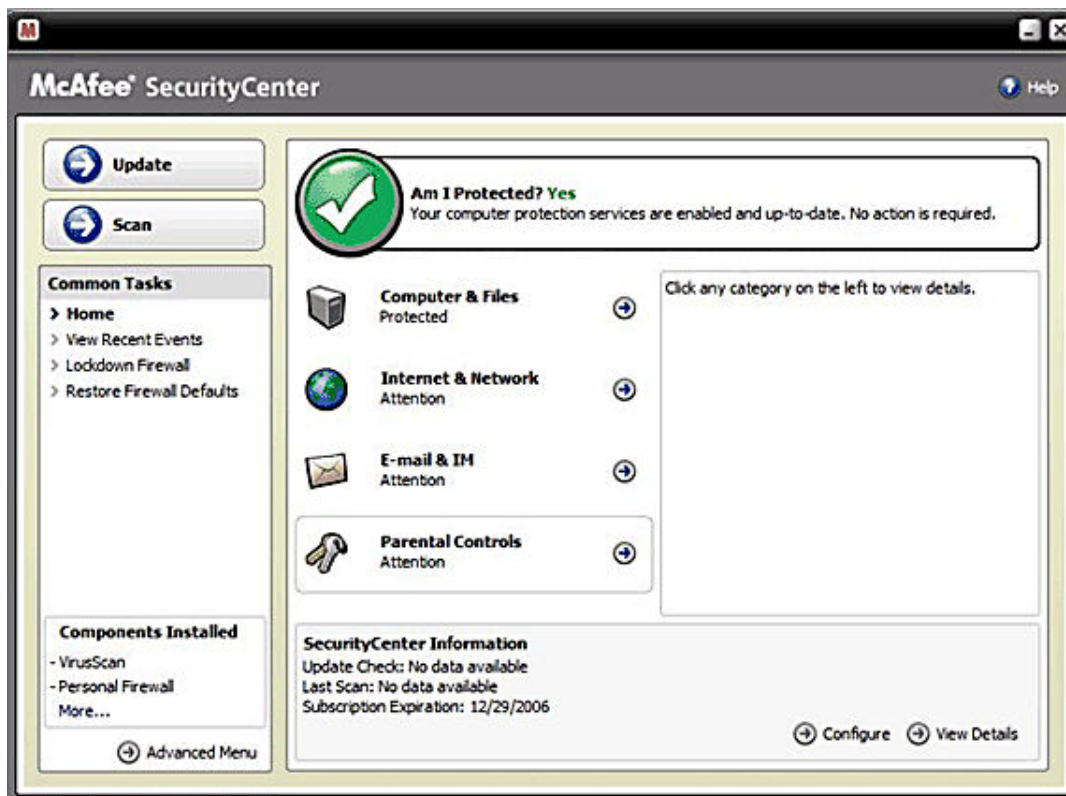 M
McAfee® SecurityCenter
? Help
Update
Scan
Common Tasks
> Home
> View Recent Events
> Lockdown Firewall
> Restore Firewall Defaults
Components Installed
- VirusScan
- Personal Firewall
More...
Advanced Menu
Am I Protected? Yes
Your computer protection services are enabled and up-to-date. No action is required.
Computer & Files
Protected
Internet & Network
Attention
E-mail & IM
Attention
Parental Controls
Attention
Click any category on the left to view details.
SecurityCenter Information
Update Check: No data available
Last Scan: No data available
Subscription Expiration: 12/29/2006
Configure
View Details